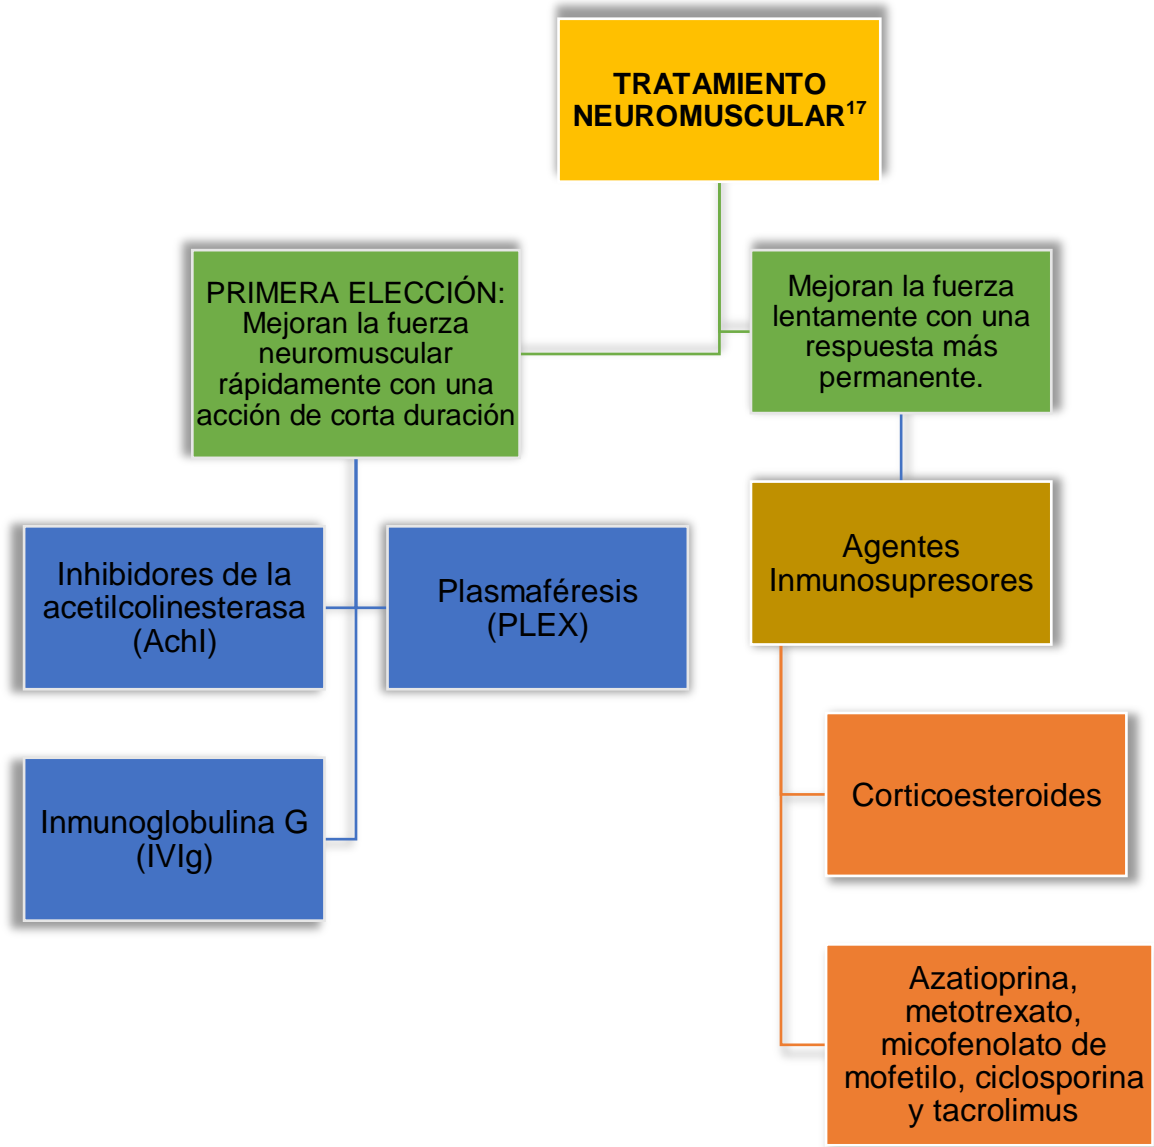 TRATAMIENTO
NEUROMUSCULAR¹⁷
PRIMERA ELECCIÓN:
Mejoran la fuerza
neuromuscular
rápidamente con una
acción de corta duración
Mejoran la fuerza
lentamente con una
respuesta más
permanente.
Inhibidores de la
acetilcolinesterasa
(AchI)
Plasmaféresis
(PLEX)
Inmunoglobulina G
(IVIg)
Agentes
Inmunosupresores
Corticoesteroides
Azatioprina,
metotrexato,
micofenolato de
mofetilo, ciclosporina
y tacrolimus